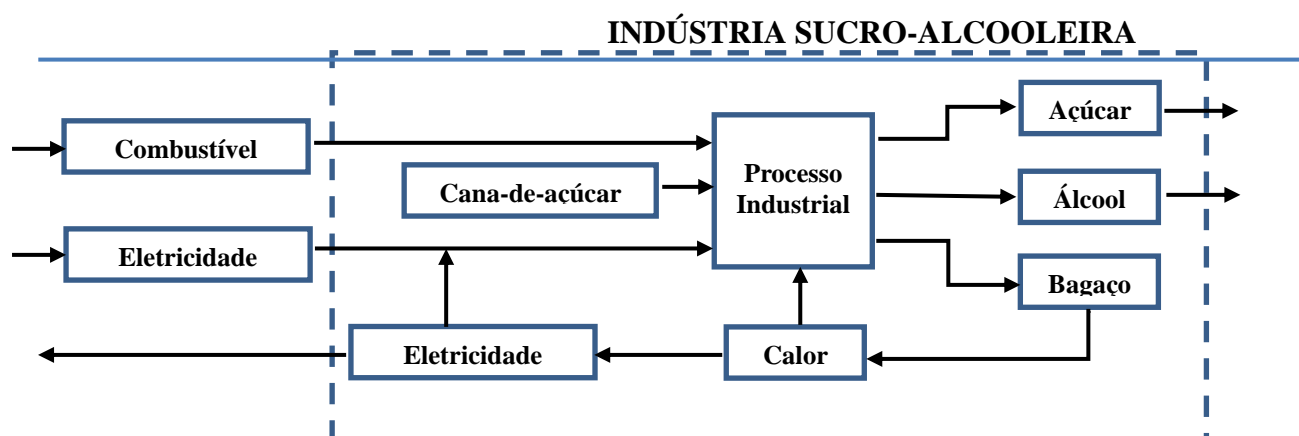 INDÚSTRIA SUCRO-ALCOOLEIRA
Açúcar
Combustível
Processo
Industrial
Cana-de-açúcar
Álcool
Eletricidade
Bagaço
Eletricidade
Calor